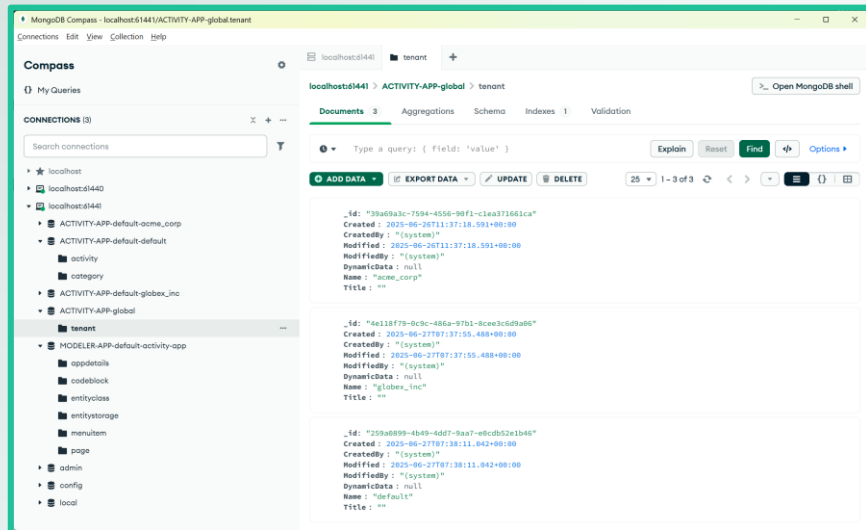 MongoDB Compass - localhost:61441/ACTIVITY-APP-global.tenant
Connections Edit View Collection Help
Compass
{} My Queries
CONNECTIONS (3)
Search connections
localhost
localhost:61440
localhost:61441
ACTIVITY-APP-default-acme_corp
ACTIVITY-APP-default-default
activity
category
ACTIVITY-APP-default-globex_inc
ACTIVITY-APP-global
tenant
MODELER-APP-default-activity-app
appdetails
codeblock
entityclass
entitystorage
menuitem
page
admin
config
local
localhost:61441 tenant
localhost:61441 > ACTIVITY-APP-global > tenant
>_ Open MongoDB shell
Documents 3 Aggregations Schema Indexes 1 Validation
Type a query: { field: 'value' } Explain Reset Find </> Options
ADD DATA EXPORT DATA UPDATE DELETE 25 1 – 3 of 3 {}
_id: "39a69a3c-7594-4556-90f1-c1ea371661ca"
Created : 2025-06-26T11:37:18.591+00:00
CreatedBy : "(system)"
Modified : 2025-06-26T11:37:18.591+00:00
ModifiedBy : "(system)"
DynamicData : null
Name : "acme_corp"
Title : ""
_id: "4e118f79-0c9c-486a-97b1-8cee3c6d9a06"
Created : 2025-06-27T07:37:55.488+00:00
CreatedBy : "(system)"
Modified : 2025-06-27T07:37:55.488+00:00
ModifiedBy : "(system)"
DynamicData : null
Name : "globex_inc"
Title : ""
_id: "259a0899-4b49-4dd7-9aa7-e0cdb52e1b46"
Created : 2025-06-27T07:38:11.042+00:00
CreatedBy : "(system)"
Modified : 2025-06-27T07:38:11.042+00:00
ModifiedBy : "(system)"
DynamicData : null
Name : "default"
Title : ""